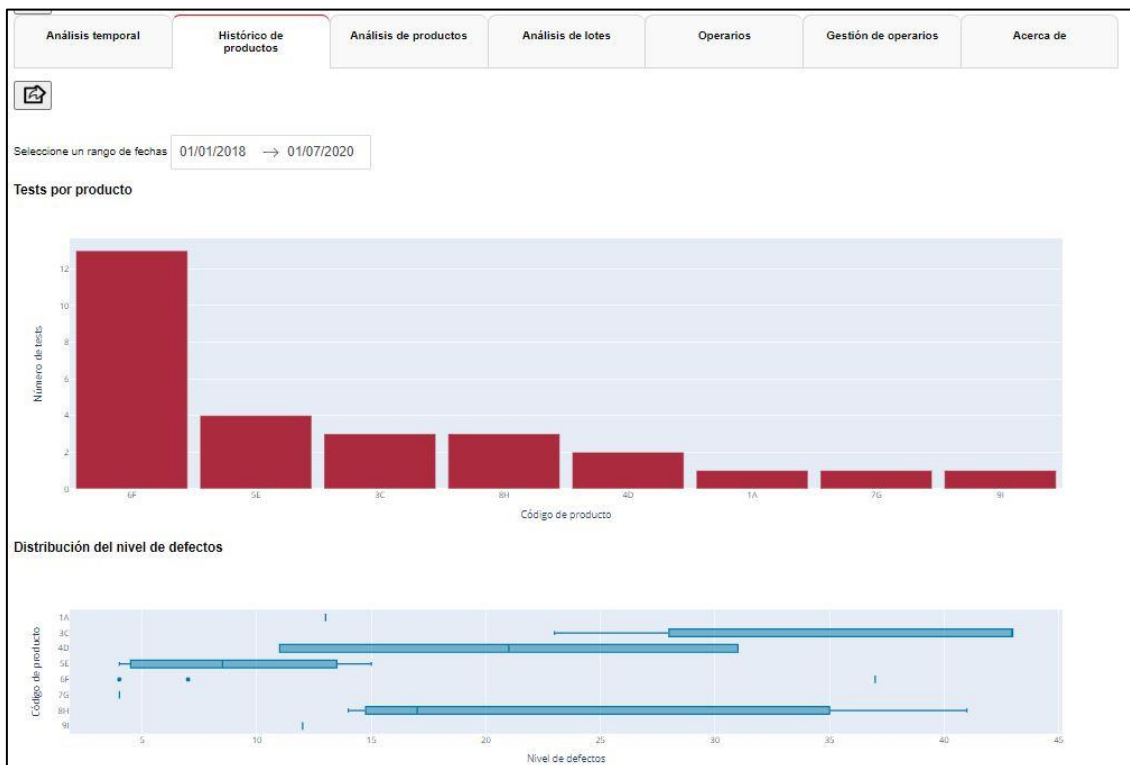 Análisis temporal
Histórico de
productos
Análisis de productos
Análisis de lotes
Operarios
Gestión de operarios
Acerca de
Seleccione un rango de fechas 01/01/2018 → 01/07/2020
Tests por producto
Número de tests
12
10
8
6
4
2
0
6F 5E 3C 8H 4D 1A 7G 9I
Código de producto
Distribución del nivel de defectos
Código de producto
1A
3C
4D
5E
6F
7G
8H
9I
5 10 15 20 25 30 35 40 45
Nivel de defectos